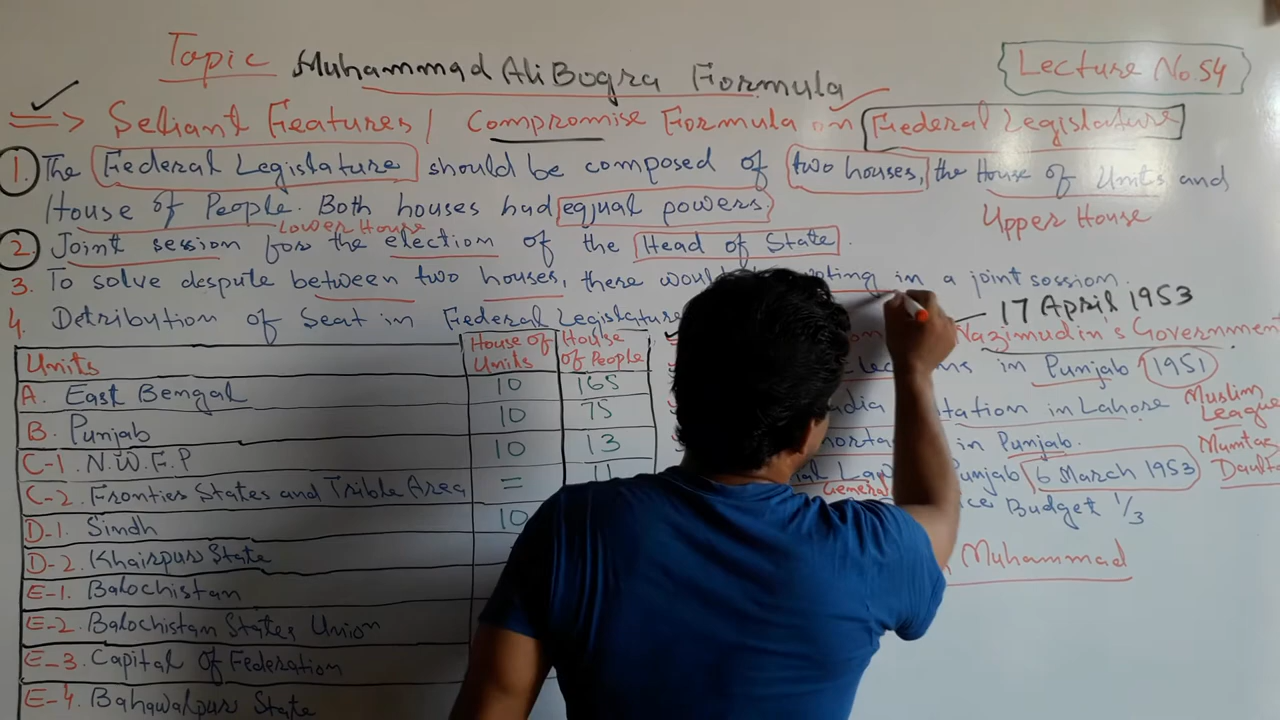 Topic Muhammad Ali Bogra Formula
Lecture No.54
=> Seliant Features / Compromise Formula on Federal Legislature
1. The Federal Legislature should be composed of two houses, the House of Units and
House of People. Both houses had eqjual powers.
Lower House
Upper House
2. Joint session for the election of the Head of State.
3. To solve despute between two houses, there would voting in a joint session.
4. Detribution of Seat in Federal Legislature
Units House of Units House of People
A. East Bengal 10 165
B. Punjab 10 75
C-1. N.W.F.P 10 13
C-2. Fronties States and Trible Area = 11
D-1. Sindh 10
D-2. Khairpur State
E-1. Balochistan
E-2. Balochistan States Union
E-3. Capital Of Federation
E-4. Bahawalpur State
17 April 1953
Nazimudin's Government
in Punjab 1951
in Lahore
Muslim League
in Punjab.
Mumtaz
Punjab 6 March 1953
General
Budget 1/3
Muhammad